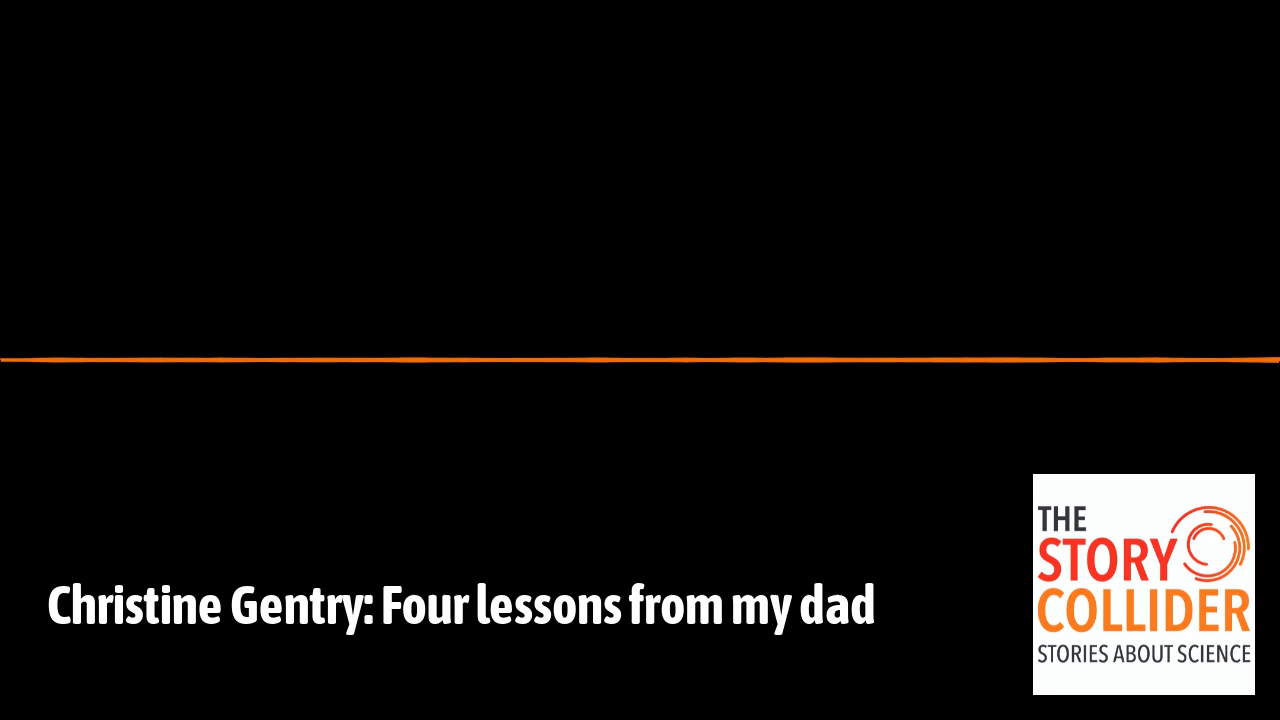 Christine Gentry: Four lessons from my dad
THE
STORY
COLLIDER
STORIES ABOUT SCIENCE